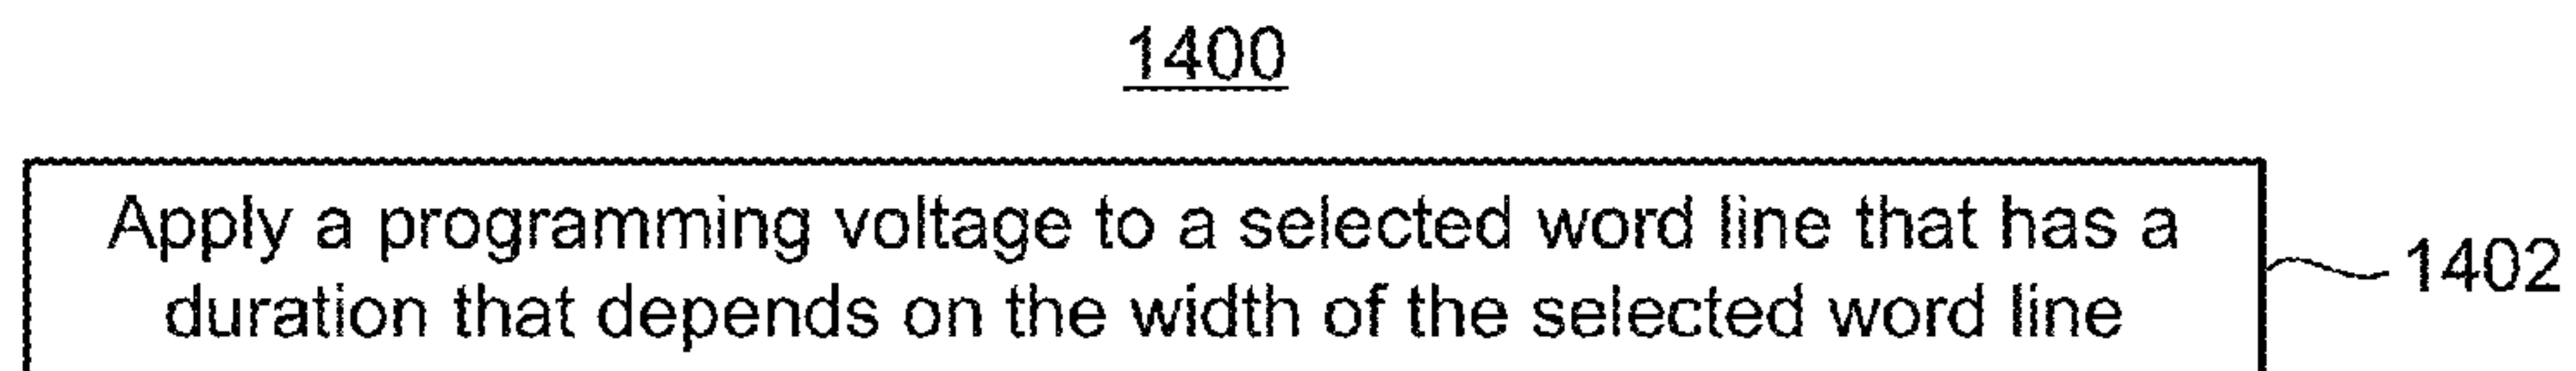 1400
Apply a programming voltage to a selected word line that has a
duration that depends on the width of the selected word line
1402